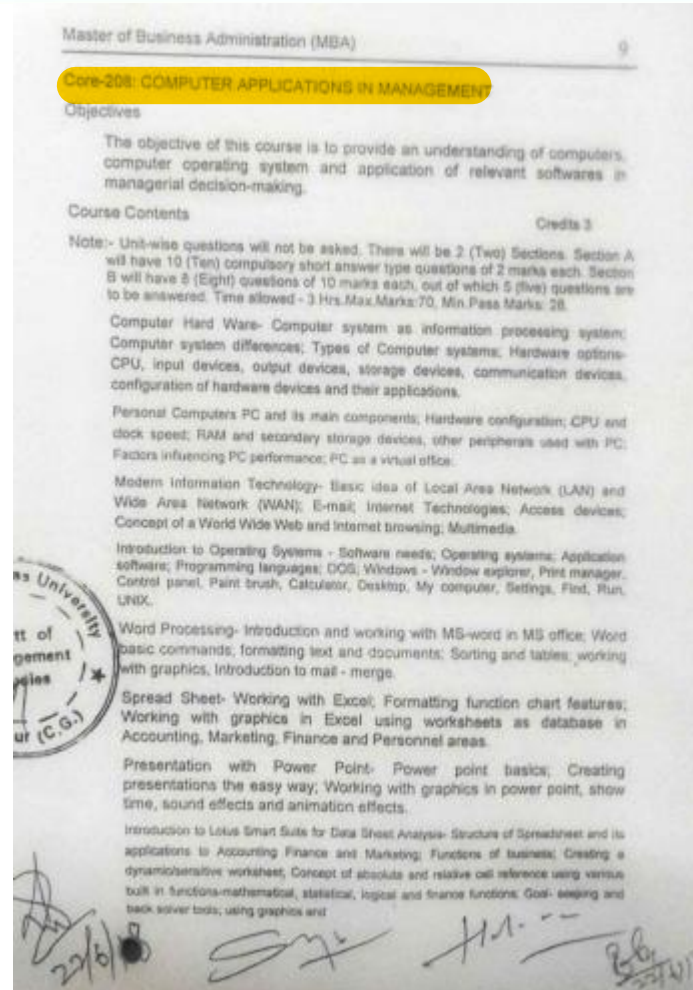 Master of Business Administration (MBA) 9
Core-208: COMPUTER APPLICATIONS IN MANAGEMENT
Objectives
The objective of this course is to provide an understanding of computers,
computer operating system and application of relevant softwares in
managerial decision-making.
Course Contents
Credits 3
Note:- Unit-wise questions will not be asked. There will be 2 (Two) Sections. Section A
will have 10 (Ten) compulsory short answer type questions of 2 marks each. Section
B will have 8 (Eight) questions of 10 marks each, out of which 5 (five) questions are
to be answered. Time allowed - 3 Hrs.Max.Marks:70, Min.Pass Marks: 28.
Computer Hard Ware- Computer system as information processing system;
Computer system differences; Types of Computer systems; Hardware options-
CPU, input devices, output devices, storage devices, communication devices,
configuration of hardware devices and their applications.
Personal Computers PC and its main components; Hardware configuration; CPU and
clock speed; RAM and secondary storage devices, other peripherals used with PC;
Factors influencing PC performance; PC as a virtual office.
Modern Information Technology- Basic idea of Local Area Network (LAN) and
Wide Area Network (WAN); E-mail; Internet Technologies; Access devices;
Concept of a World Wide Web and Internet browsing; Multimedia.
Introduction to Operating Systems - Software needs; Operating systems; Application
software; Programming languages; DOS; Windows - Window explorer, Print manager,
Control panel, Paint brush, Calculator, Desktop, My computer, Settings, Find, Run,
UNIX.
Word Processing- Introduction and working with MS-word in MS office; Word
basic commands; formatting text and documents; Sorting and tables; working
with graphics, Introduction to mail - merge.
Spread Sheet- Working with Excel; Formatting function chart features;
Working with graphics in Excel using worksheets as database in
Accounting, Marketing, Finance and Personnel areas.
Presentation with Power Point- Power point basics; Creating
presentations the easy way; Working with graphics in power point, show
time, sound effects and animation effects.
Introduction to Lotus Smart Suite for Data Sheet Analysis- Structure of Spreadsheet and its
applications to Accounting Finance and Marketing; Functions of business; Creating a
dynamic/sensitive worksheet; Concept of absolute and relative cell reference using various
built in functions-mathematical, statistical, logical and finance functions; Goal- seeking and
back solver tools; using graphics and
ss University
tt of
gement
ur (C.G.)